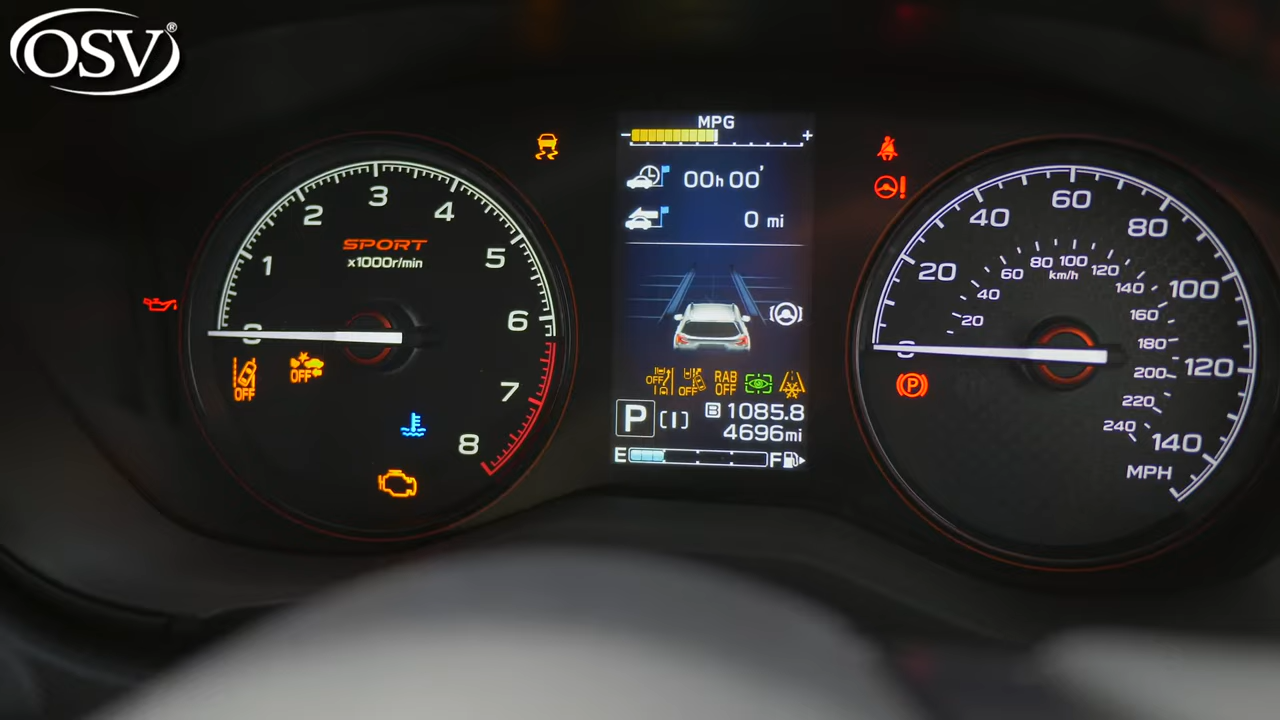 OSV®
MPG
- +
00h 00'
0 mi
OFF
OFF
RAB
OFF
P [I] B 1085.8
4696mi
E F
0
1
2
3
4
5
6
7
8
SPORT
x1000r/min
OFF
OFF
(P)
0
20
40
60
80
100
120
140
MPH
20
40
60
80
100
120
140
160
180
200
220
240
km/h